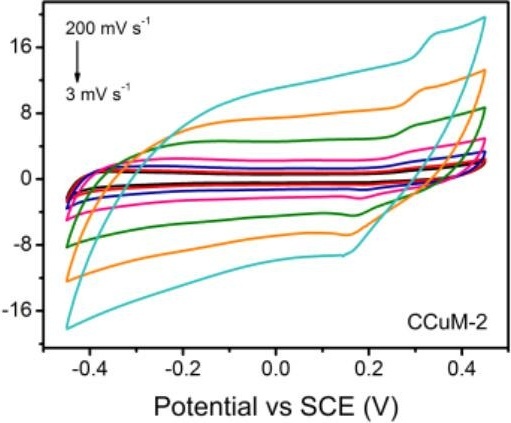 200 mV s⁻¹
3 mV s⁻¹
16
8
0
-8
-16
CCuM-2
-0.4 -0.2 0.0 0.2 0.4
Potential vs SCE (V)